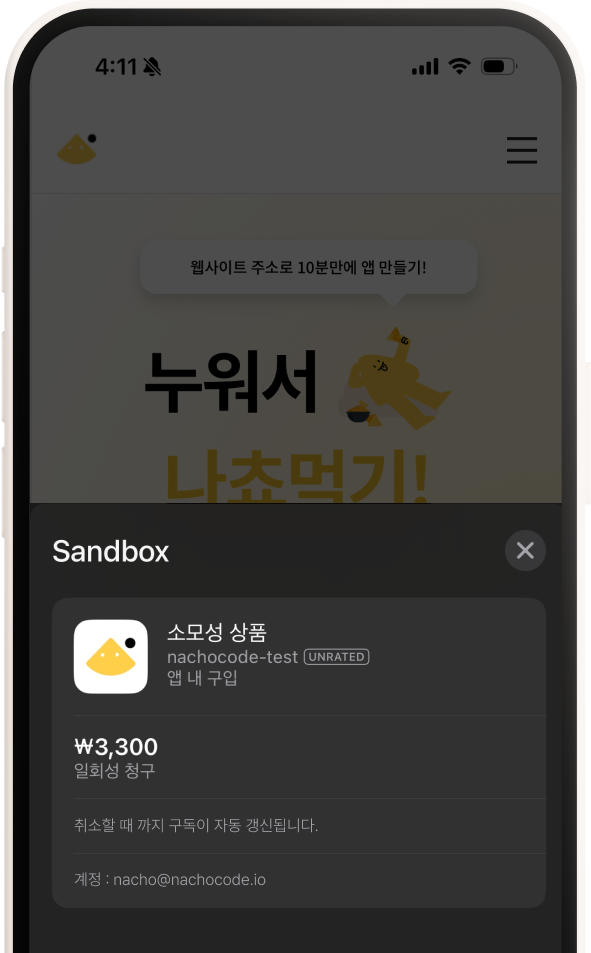 4:11
웹사이트 주소로 10분만에 앱 만들기!
누워서
나쵸먹기!
Sandbox
소모성 상품
nachocode-test UNRATED
앱 내 구입
₩3,300
일회성 청구
취소할 때 까지 구독이 자동 갱신됩니다.
계정 : nacho@nachocode.io